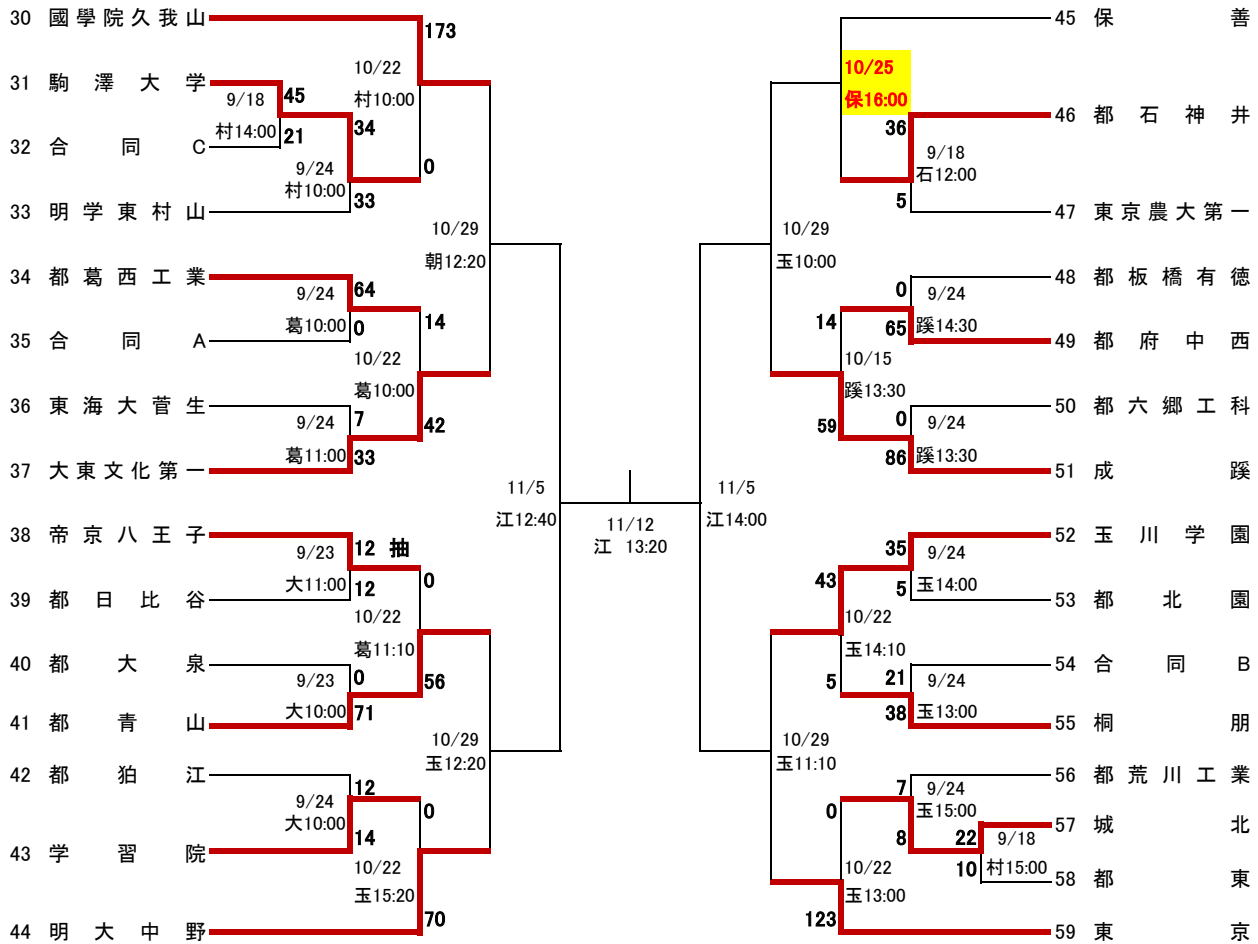 30 國學院久我山
173
10/22
村10:00
31 駒澤大学
45
9/18
村14:00
21
34
32 合同C
9/24
村10:00
0
33
33 明学東村山
10/29
朝12:20
34 都葛西工業
64
9/24
葛10:00
0
14
35 合同A
10/22
葛10:00
36 東海大菅生
7
42
9/24
葛11:00
33
37 大東文化第一
11/5
江12:40
38 帝京八王子
12 抽
9/23
大11:00
12
0
39 都日比谷
10/22
葛11:10
40 都大泉
0
56
9/23
大10:00
71
41 都青山
10/29
玉12:20
42 都狛江
12
9/24
大10:00
14
0
43 学習院
10/22
玉15:20
70
44 明大中野
11/12
江 13:20
45 保善
10/25
保16:00
36
46 都石神井
9/18
石12:00
5
47 東京農大第一
10/29
玉10:00
48 都板橋有徳
0
9/24
14
65
蹊14:30
49 都府中西
10/15
蹊13:30
50 都六郷工科
59
0
9/24
86
蹊13:30
51 成蹊
11/5
江14:00
52 玉川学園
35
9/24
43
5
玉14:00
53 都北園
10/22
玉14:10
54 合同B
5
21
9/24
38
玉13:00
55 桐朋
10/29
玉11:10
56 都荒川工業
7
9/24
玉15:00
0
8
57 城北
22
9/18
10
村15:00
58 都東
10/22
玉13:00
123
59 東京